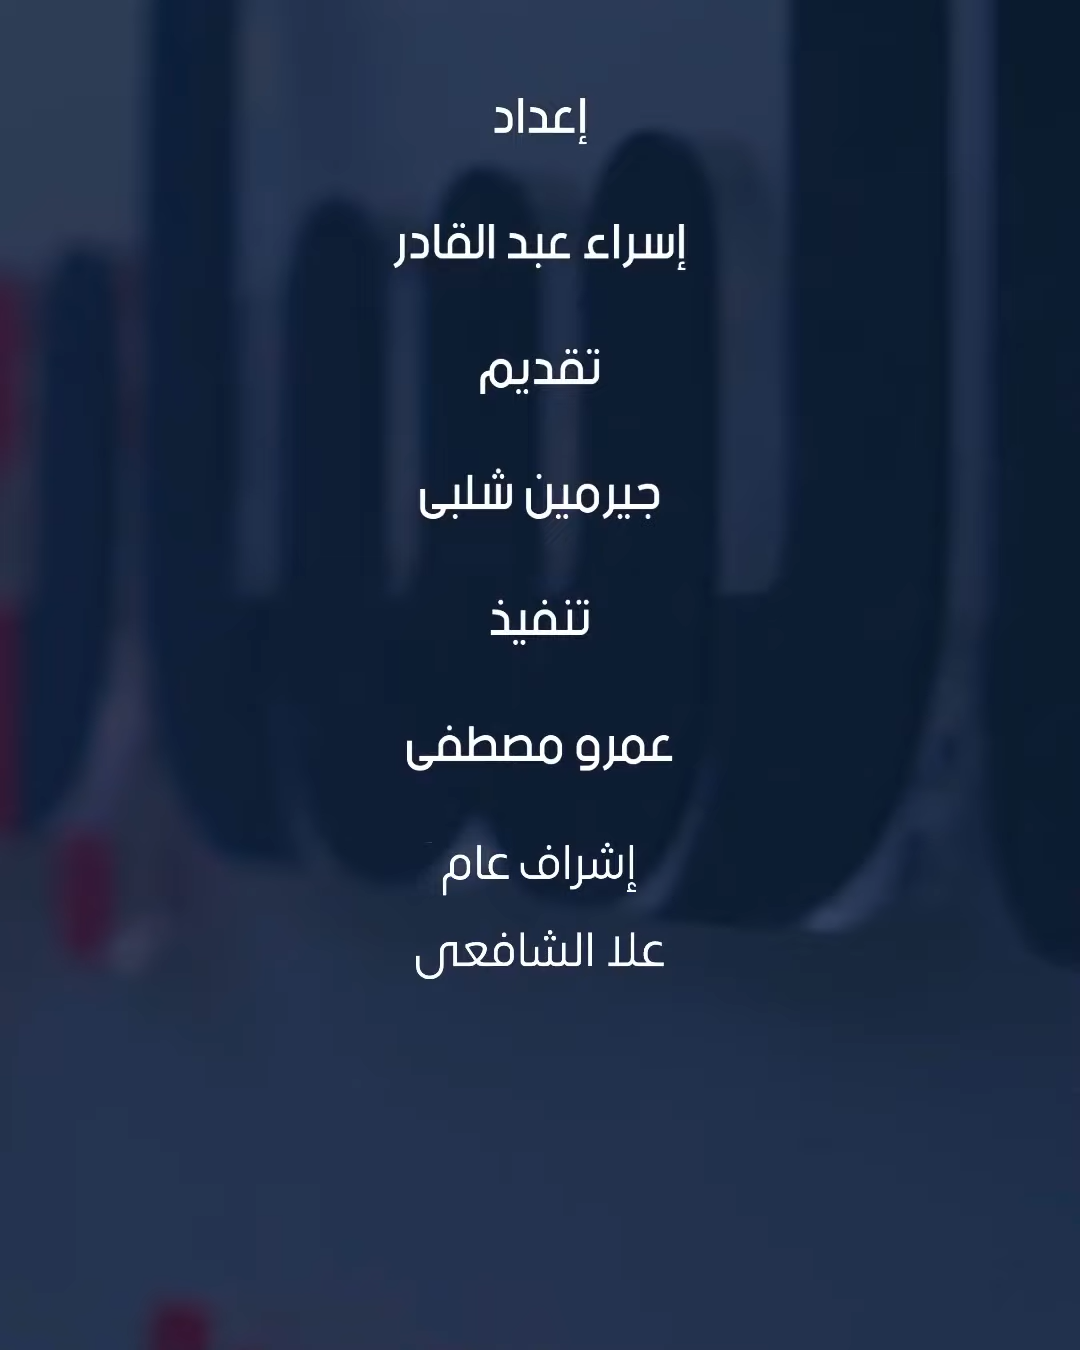 إعداد
إسراء عبد القادر
تقديم
جيرمين شلبى
تنفيذ
عمرو مصطفى
إشراف عام
علا الشافعى